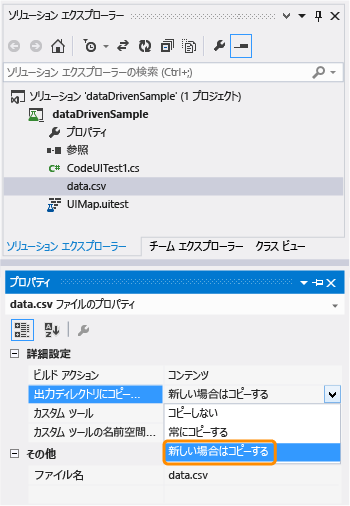 ソリューション エクスプローラー
ソリューション エクスプローラーの検索 (Ctrl+;)
ソリューション 'dataDrivenSample' (1 プロジェクト)
dataDrivenSample
プロパティ
参照
C# CodeUITest1.cs
data.csv
UIMap.uitest
ソリューション エクスプローラー チーム エクスプローラー クラス ビュー
プロパティ
data.csv ファイルのプロパティ
詳細設定
ビルド アクション コンテンツ
出力ディレクトリにコピー... 新しい場合はコピーする
カスタム ツール コピーしない
カスタム ツールの名前空間... 常にコピーする
その他 新しい場合はコピーする
ファイル名 data.csv